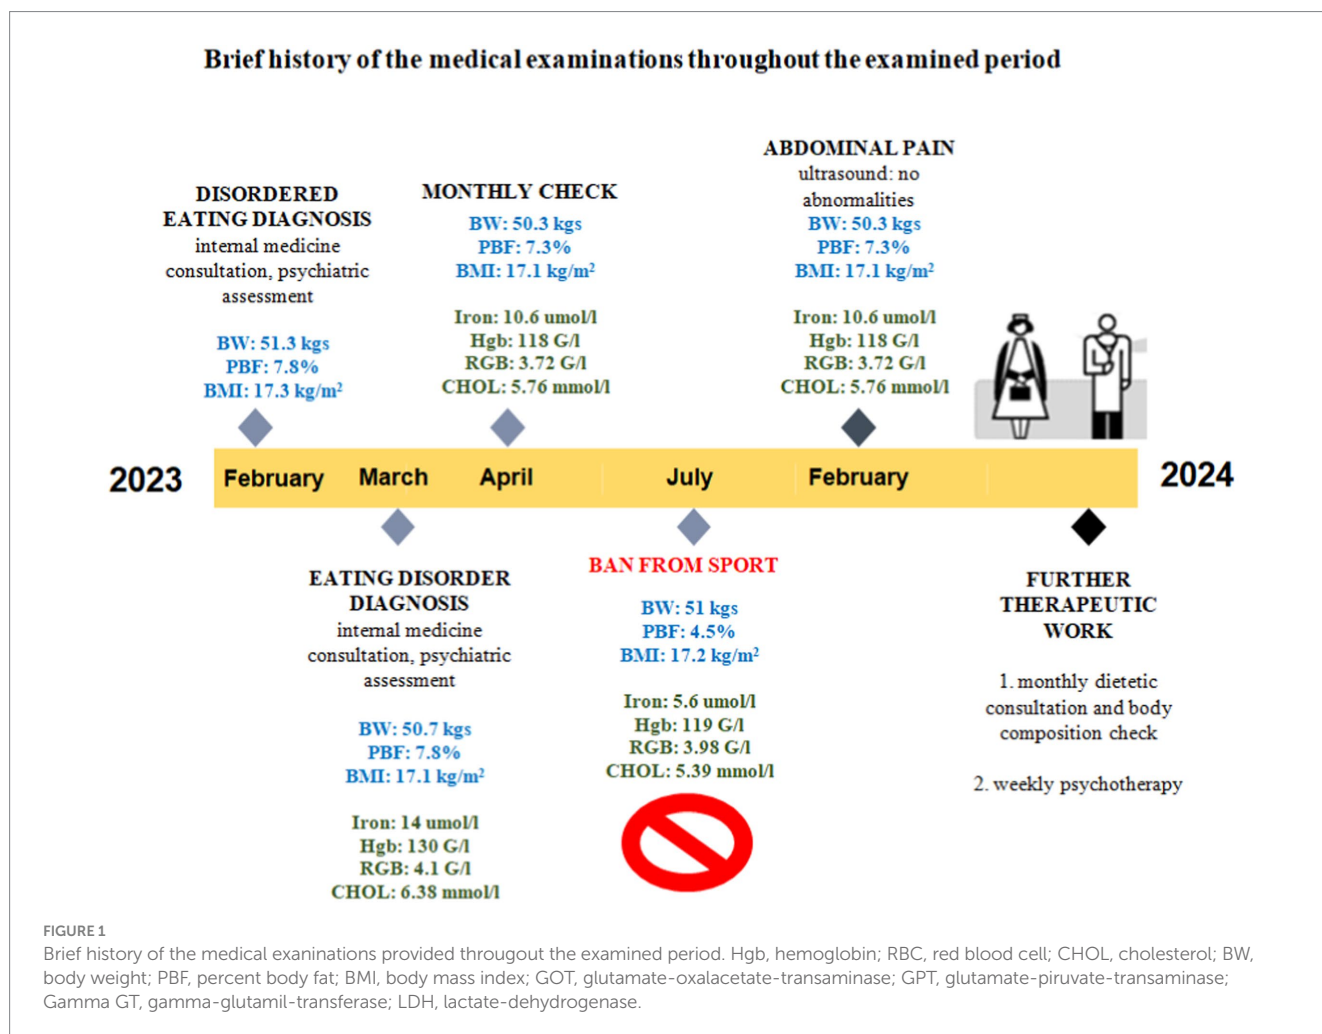 Brief history of the medical examinations throughout the examined period
DISORDERED
EATING DIAGNOSIS
internal medicine
consultation, psychiatric
assessment
BW: 51.3 kgs
PBF: 7.8%
BMI: 17.3 kg/m²
MONTHLY CHECK
BW: 50.3 kgs
PBF: 7.3%
BMI: 17.1 kg/m²
Iron: 10.6 umol/l
Hgb: 118 G/l
RGB: 3.72 G/l
CHOL: 5.76 mmol/l
ABDOMINAL PAIN
ultrasound: no
abnormalities
BW: 50.3 kgs
PBF: 7.3%
BMI: 17.1 kg/m²
Iron: 10.6 umol/l
Hgb: 118 G/l
RGB: 3.72 G/l
CHOL: 5.76 mmol/l
2023 February March April July February 2024
EATING DISORDER
DIAGNOSIS
internal medicine
consultation, psychiatric
assessment
BW: 50.7 kgs
PBF: 7.8%
BMI: 17.1 kg/m²
Iron: 14 umol/l
Hgb: 130 G/l
RGB: 4.1 G/l
CHOL: 6.38 mmol/l
BAN FROM SPORT
BW: 51 kgs
PBF: 4.5%
BMI: 17.2 kg/m²
Iron: 5.6 umol/l
Hgb: 119 G/l
RGB: 3.98 G/l
CHOL: 5.39 mmol/l
FURTHER
THERAPEUTIC
WORK
1. monthly dietetic
consultation and body
composition check
2. weekly psychotherapy
FIGURE 1
Brief history of the medical exaninations provided througout the examined period. Hgb, hemoglobin; RBC, red blood cell; CHOL, cholesterol; BW,
body weight; PBF, percent body fat; BMI, body mass index; GOT, glutamate-oxalacetate-transaminase; GPT, glutamate-piruvate-transaminase;
Gamma GT, gamma-glutamil-transferase; LDH, lactate-dehydrogenase.